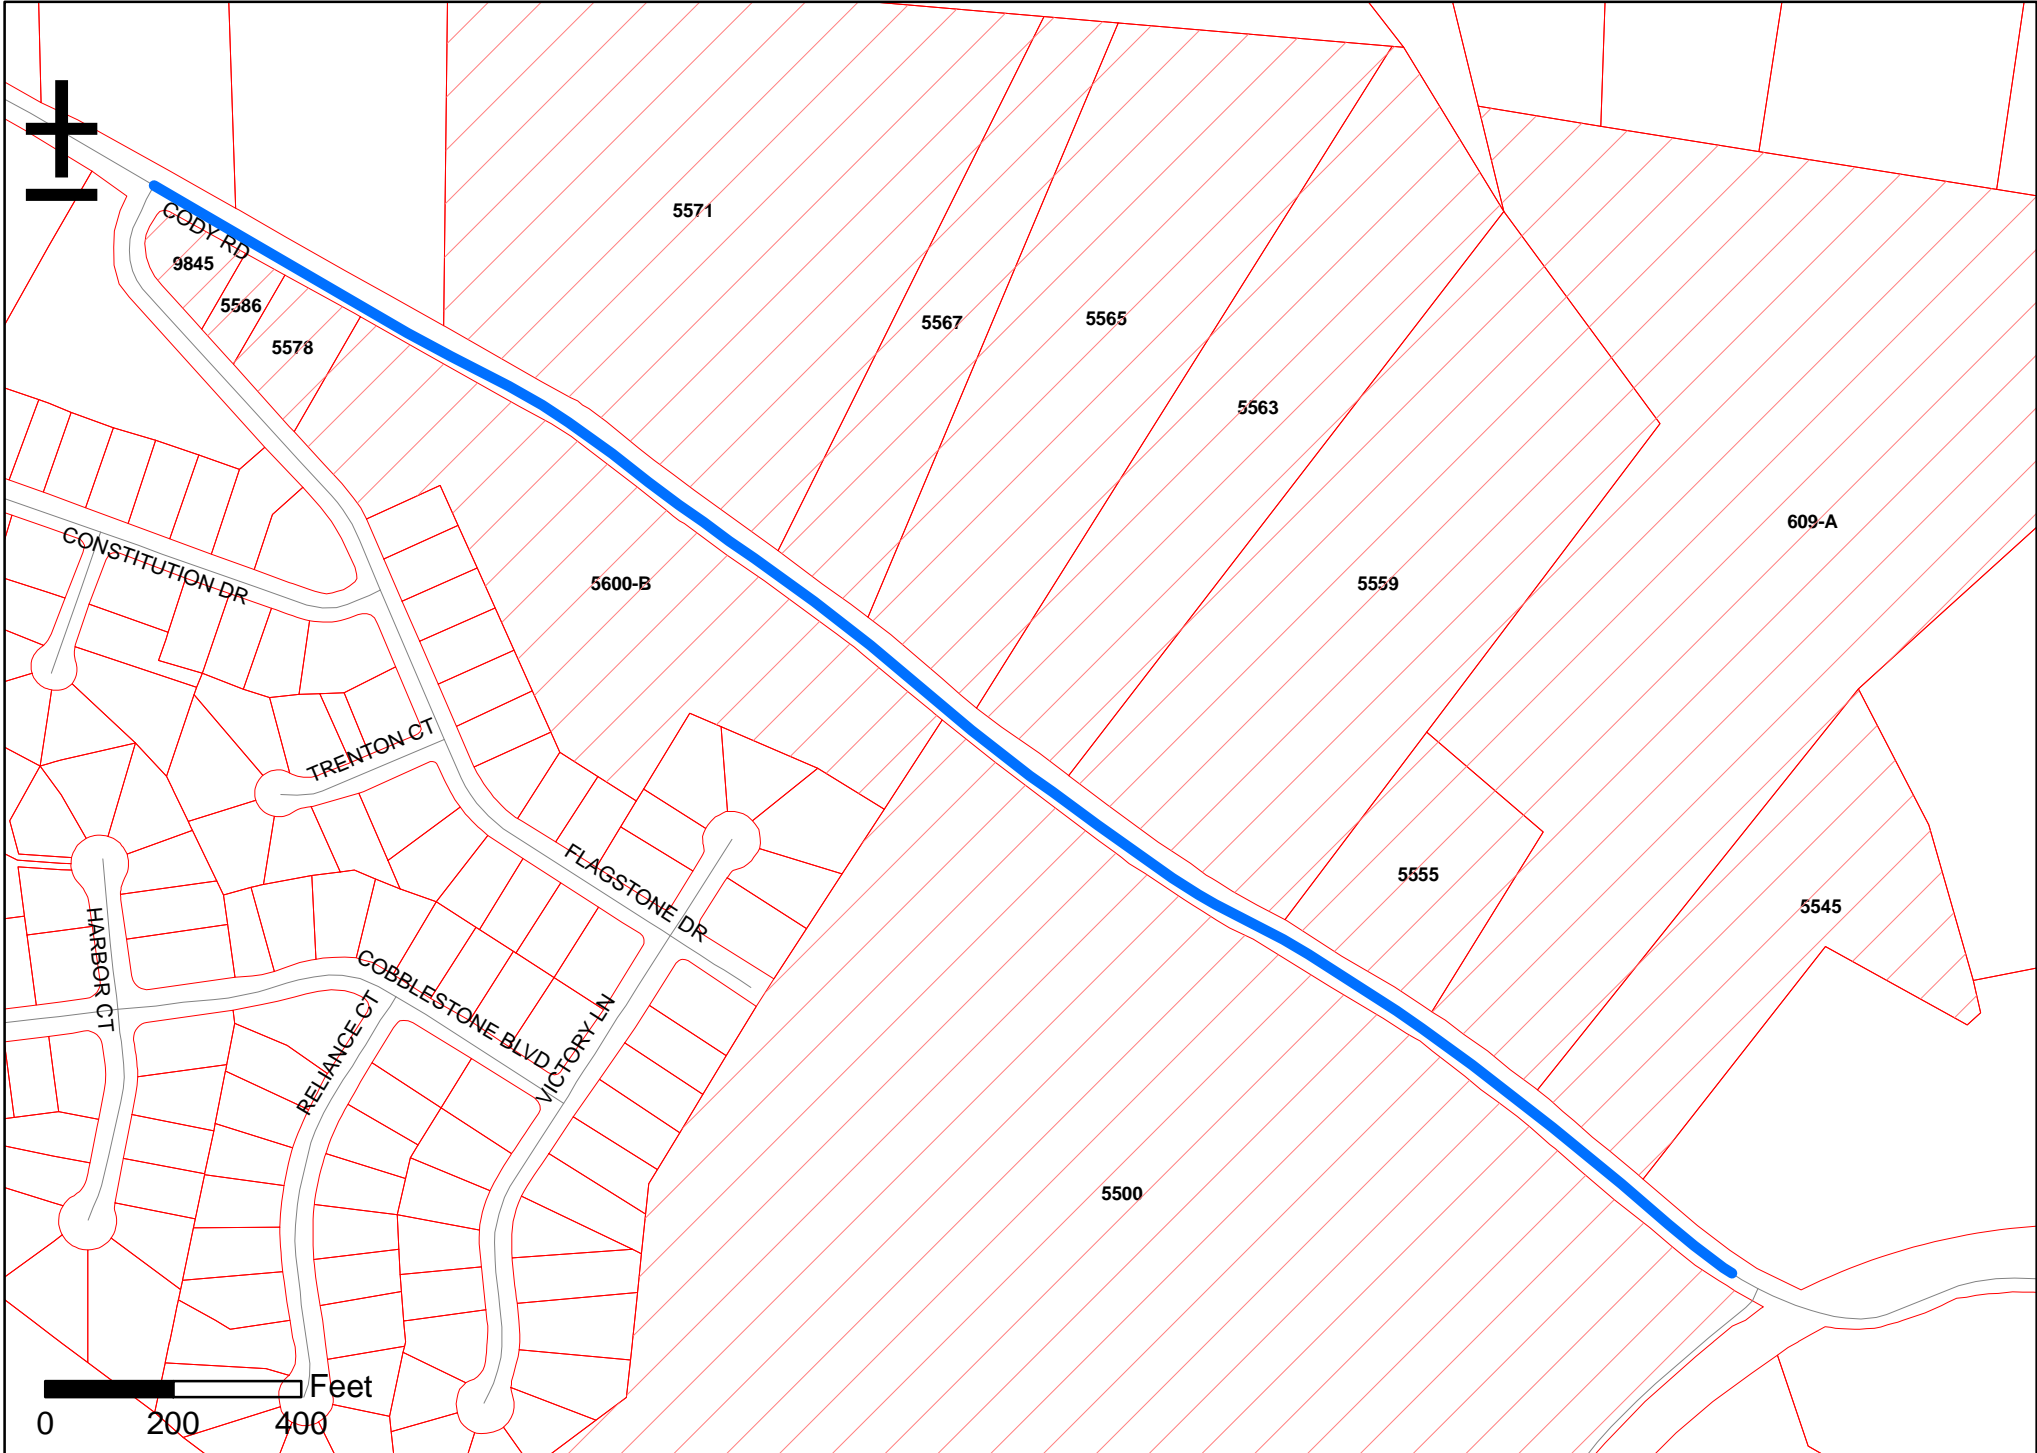 5571
CODY RD
9845
5586
5567
5565
5578
5563
609-A
CONSTITUTION DR
5600-B
5559
TRENTON CT
FLAGSTONE DR
5555
5545
HARBOR CT
COBBLESTONE BLVD
RELIANCE CT
VICTORY LN
5500
Feet
0 200 400